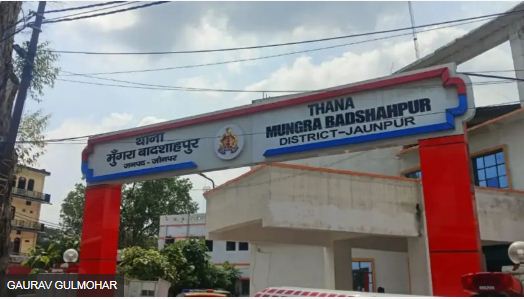 थाना
मुँगरा बादशाहपुर
जनपद - जौनपुर
THANA
MUNGRA BADSHAHPUR
DISTRICT-JAUNPUR
GAURAV GULMOHAR